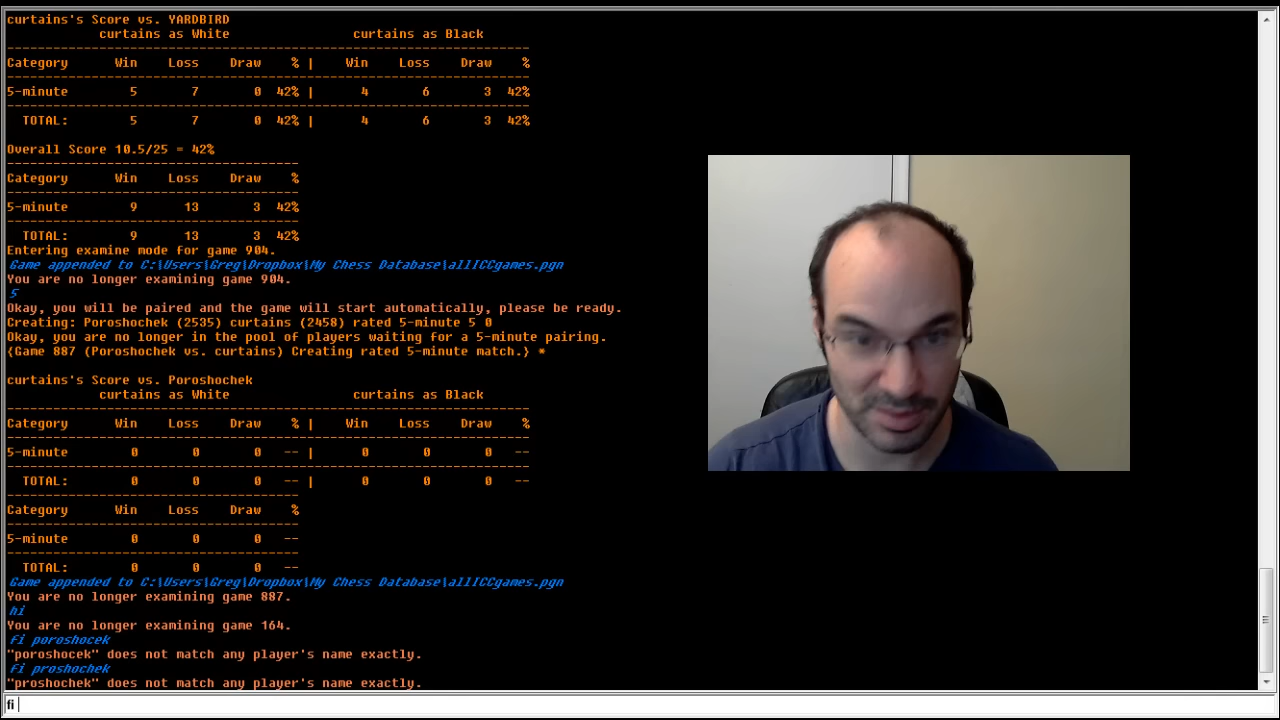 curtains's Score vs. YARDBIRD
curtains as White curtains as Black
---------------------------------------------------------------------------
Category Win Loss Draw % | Win Loss Draw %
---------------------------------------------------------------------------
5-minute 5 7 0 42% | 4 6 3 42%
---------------------------------------------------------------------------
TOTAL: 5 7 0 42% | 4 6 3 42%
Overall Score 10.5/25 = 42%
------------------------------------------
Category Win Loss Draw %
------------------------------------------
5-minute 9 13 3 42%
------------------------------------------
TOTAL: 9 13 3 42%
Entering examine mode for game 904.
Game appended to C:\Users\Greg\Dropbox\My Chess Database\allICCgames.pgn
You are no longer examining game 904.
5
Okay, you will be paired and the game will start automatically, please be ready.
Creating: Poroshochek (2535) curtains (2458) rated 5-minute 5 0
Okay, you are no longer in the pool of players waiting for a 5-minute pairing.
{Game 887 (Poroshochek vs. curtains) Creating rated 5-minute match.} *
curtains's Score vs. Poroshochek
curtains as White curtains as Black
---------------------------------------------------------------------------
Category Win Loss Draw % | Win Loss Draw %
---------------------------------------------------------------------------
5-minute 0 0 0 -- | 0 0 0 --
---------------------------------------------------------------------------
TOTAL: 0 0 0 -- | 0 0 0 --
------------------------------------------
Category Win Loss Draw %
------------------------------------------
5-minute 0 0 0 --
------------------------------------------
TOTAL: 0 0 0 --
Game appended to C:\Users\Greg\Dropbox\My Chess Database\allICCgames.pgn
You are no longer examining game 887.
hi
You are no longer examining game 164.
fi poroshocek
"poroshocek" does not match any player's name exactly.
fi proshochek
"proshochek" does not match any player's name exactly.
fi